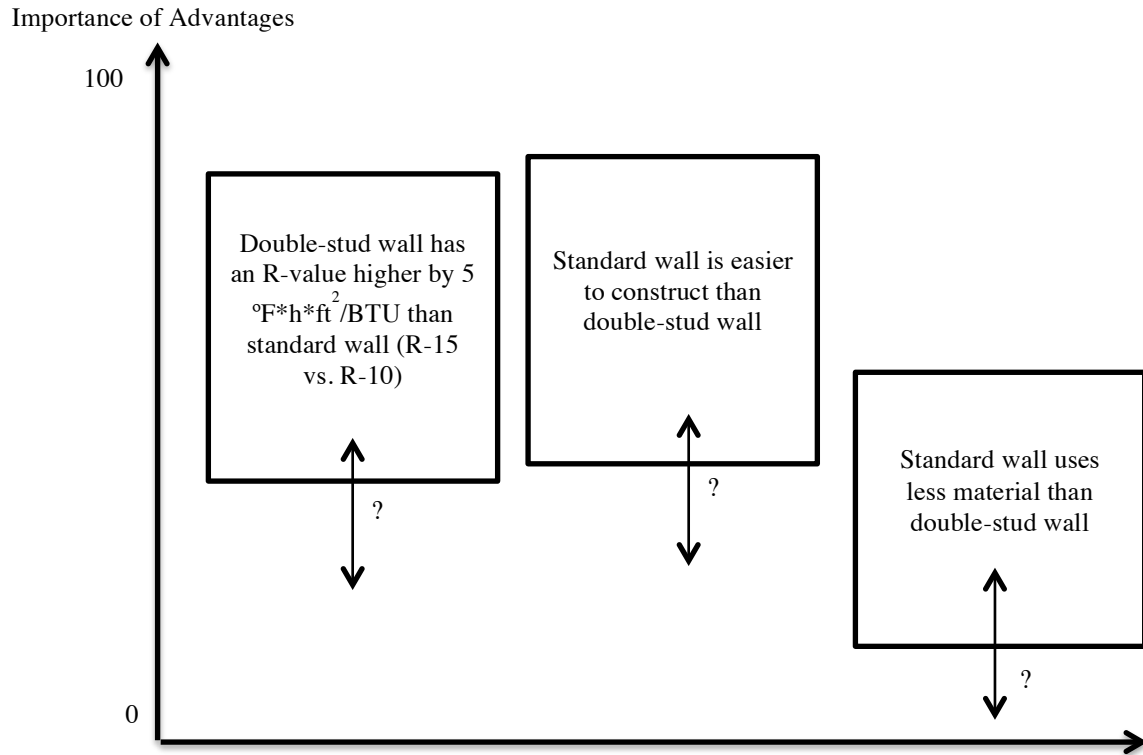 Importance of Advantages
100
Double-stud wall has
an R-value higher by 5
ºF*h*ft²/BTU than
standard wall (R-15
vs. R-10)
?
Standard wall is easier
to construct than
double-stud wall
?
Standard wall uses
less material than
double-stud wall
?
0